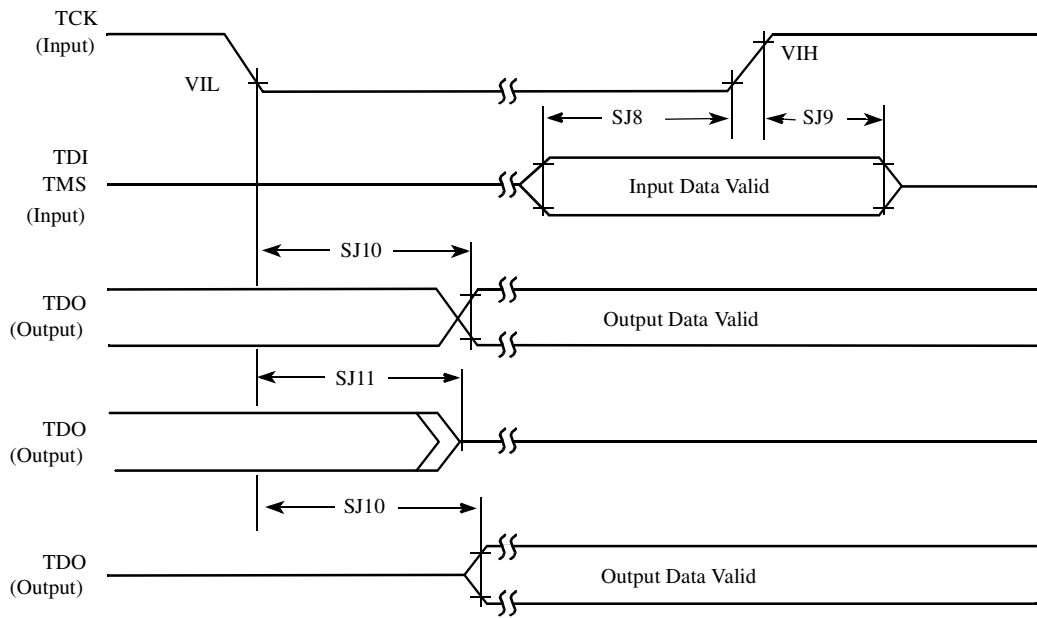 TCK
(Input)
VIL
VIH
SJ8
SJ9
TDI
TMS
(Input)
Input Data Valid
SJ10
TDO
(Output)
Output Data Valid
SJ11
TDO
(Output)
SJ10
TDO
(Output)
Output Data Valid